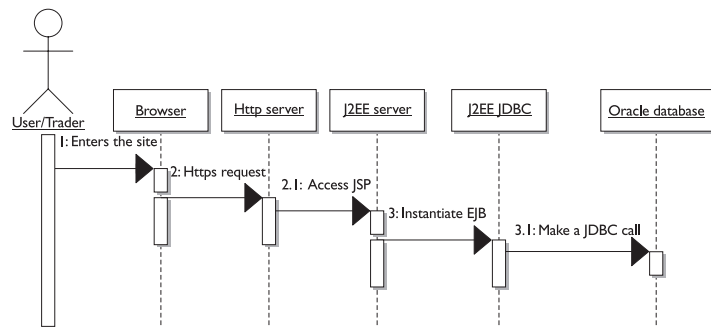 Browser
Http server
J2EE server
J2EE JDBC
Oracle database
User/Trader
1: Enters the site
2: Https request
2.1: Access JSP
3: Instantiate EJB
3.1: Make a JDBC call